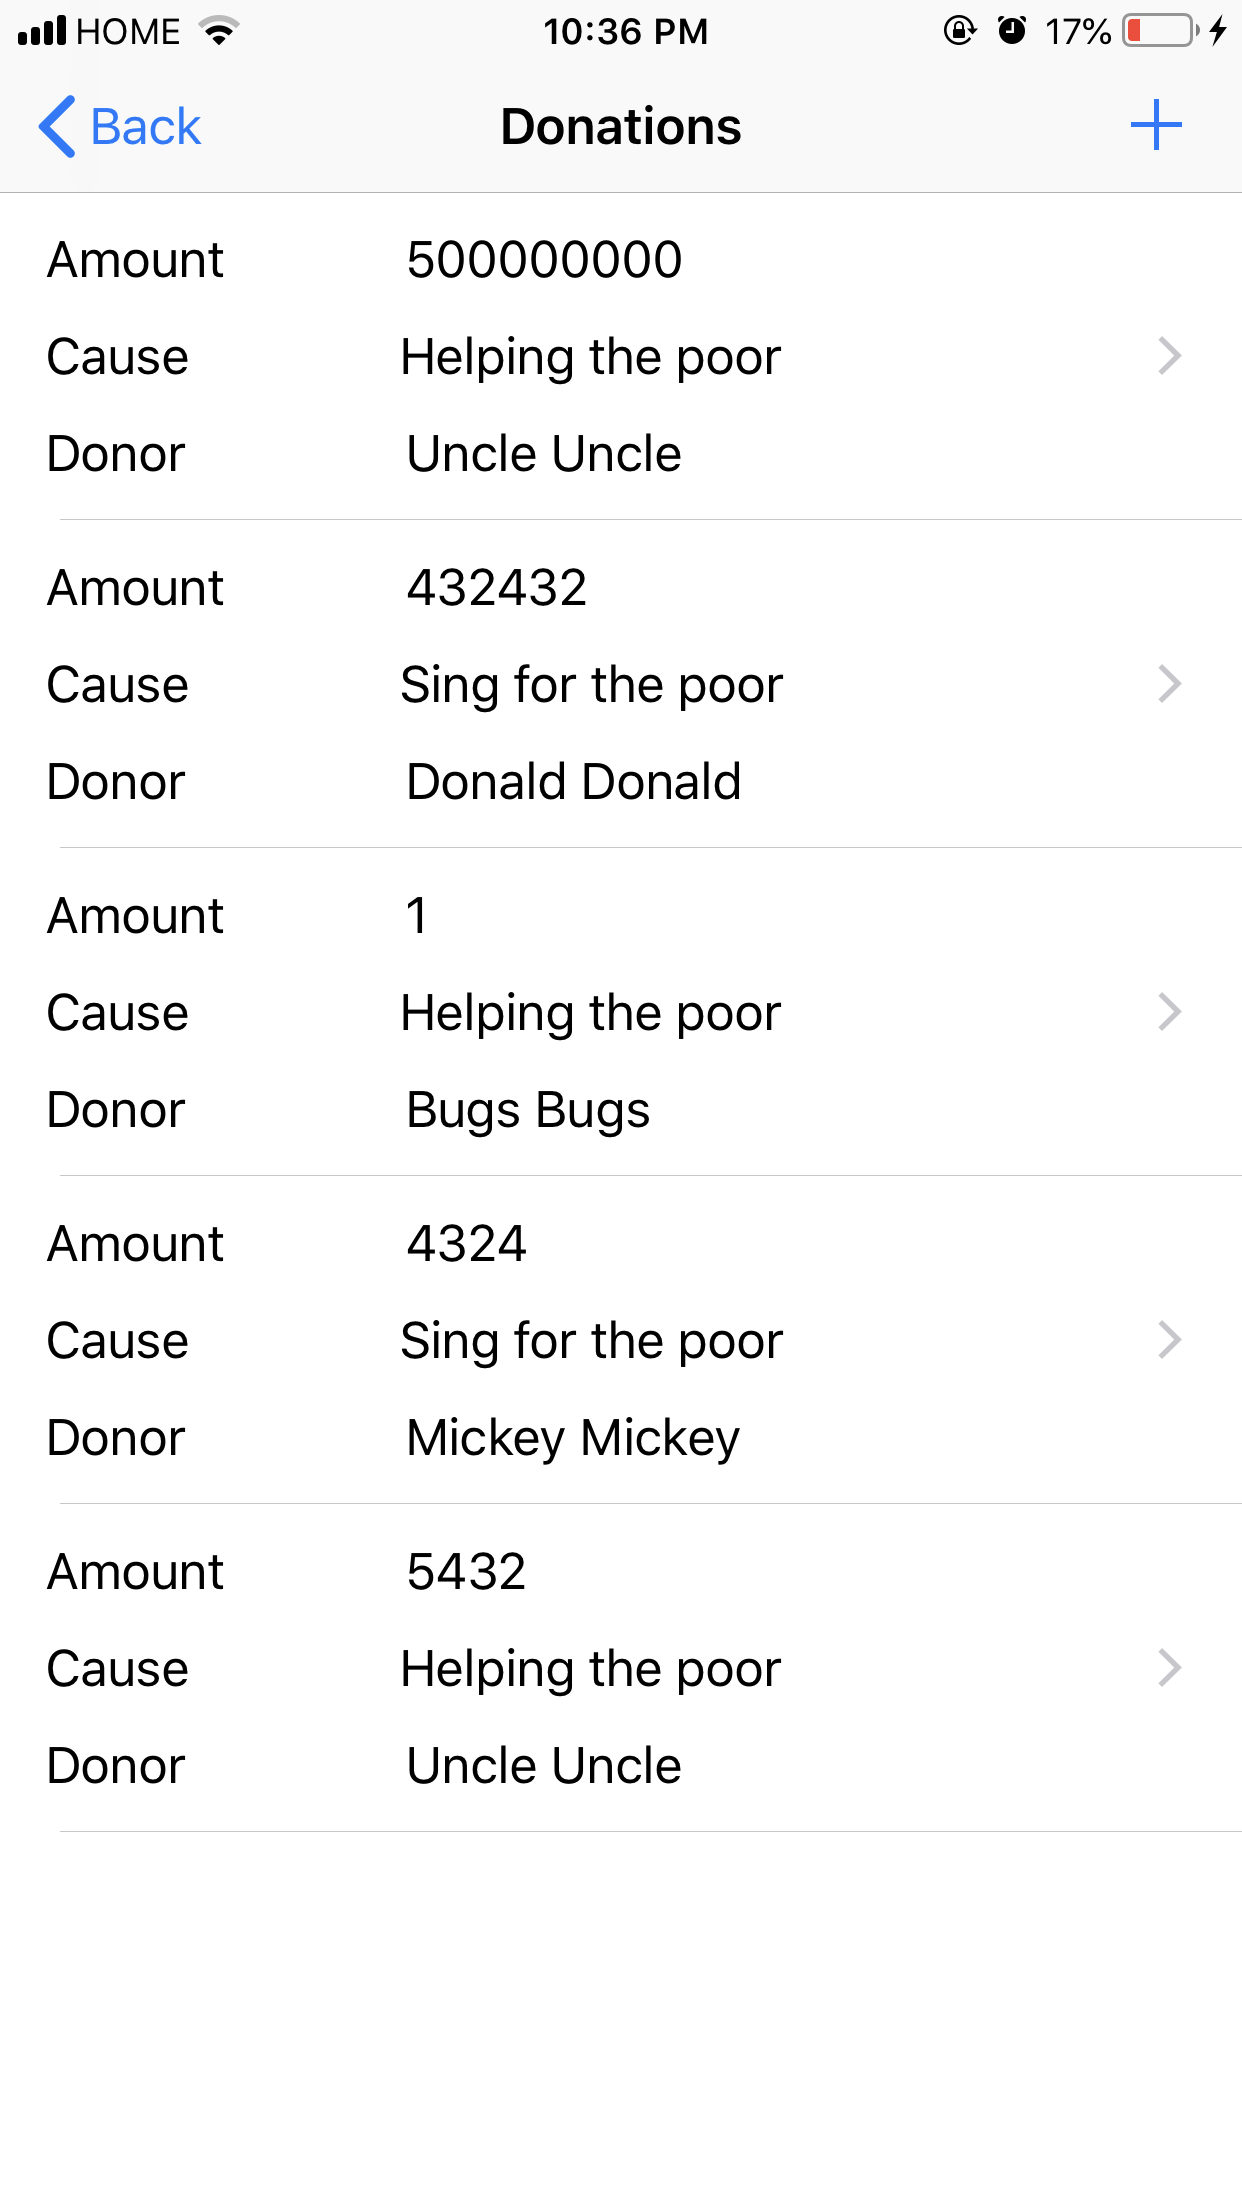 HOME 10:36 PM 17%
Back Donations
Amount 500000000
Cause Helping the poor
Donor Uncle Uncle
Amount 432432
Cause Sing for the poor
Donor Donald Donald
Amount 1
Cause Helping the poor
Donor Bugs Bugs
Amount 4324
Cause Sing for the poor
Donor Mickey Mickey
Amount 5432
Cause Helping the poor
Donor Uncle Uncle